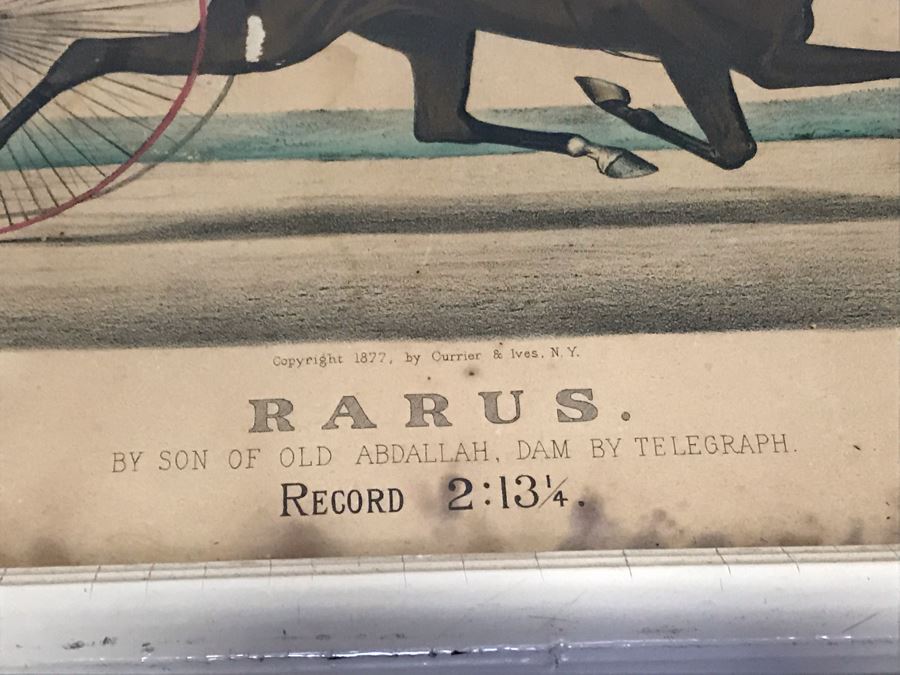 Copyright 1877, by Currier & Ives, N.Y.
RARUS.
BY SON OF OLD ABDALLAH, DAM BY TELEGRAPH.
RECORD 2:13¼.